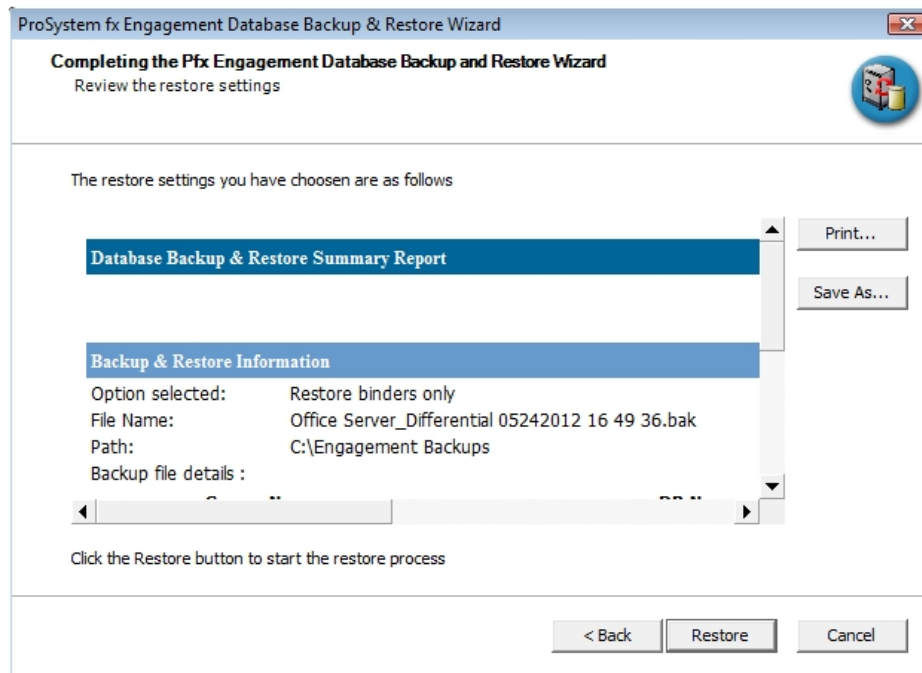 ProSystem fx Engagement Database Backup & Restore Wizard
Completing the Pfx Engagement Database Backup and Restore Wizard
Review the restore settings
The restore settings you have choosen are as follows
Print...
Database Backup & Restore Summary Report
Save As...
Backup & Restore Information
Option selected: Restore binders only
File Name: Office Server_Differential 05242012 16 49 36.bak
Path: C:\Engagement Backups
Backup file details :
Click the Restore button to start the restore process
< Back Restore Cancel